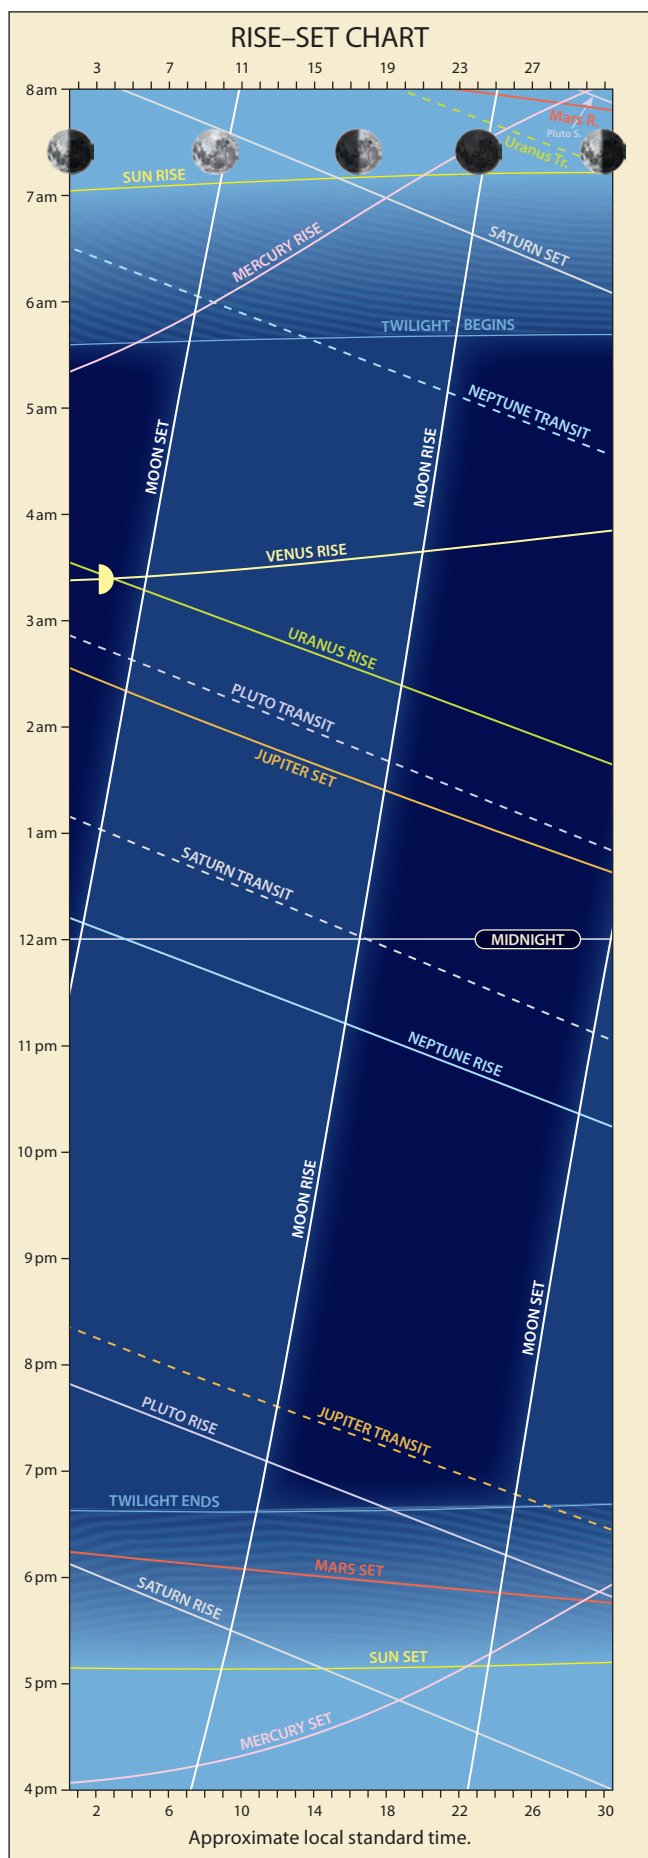 RISE–SET CHART
3 7 11 15 19 23 27
8 am
Mars R.
Pluto S.
Uranus Tr.
SUN RISE
7 am
MERCURY RISE
SATURN SET
6 am
TWILIGHT BEGINS
5 am
NEPTUNE TRANSIT
MOON SET
MOON RISE
4 am
VENUS RISE
3 am
URANUS RISE
PLUTO TRANSIT
2 am
JUPITER SET
1 am
SATURN TRANSIT
12 am
MIDNIGHT
11 pm
NEPTUNE RISE
10 pm
MOON RISE
9 pm
MOON SET
8 pm
JUPITER TRANSIT
PLUTO RISE
7 pm
TWILIGHT ENDS
6 pm
MARS SET
SATURN RISE
SUN SET
5 pm
MERCURY SET
4 pm
2 6 10 14 18 22 26 30
Approximate local standard time.